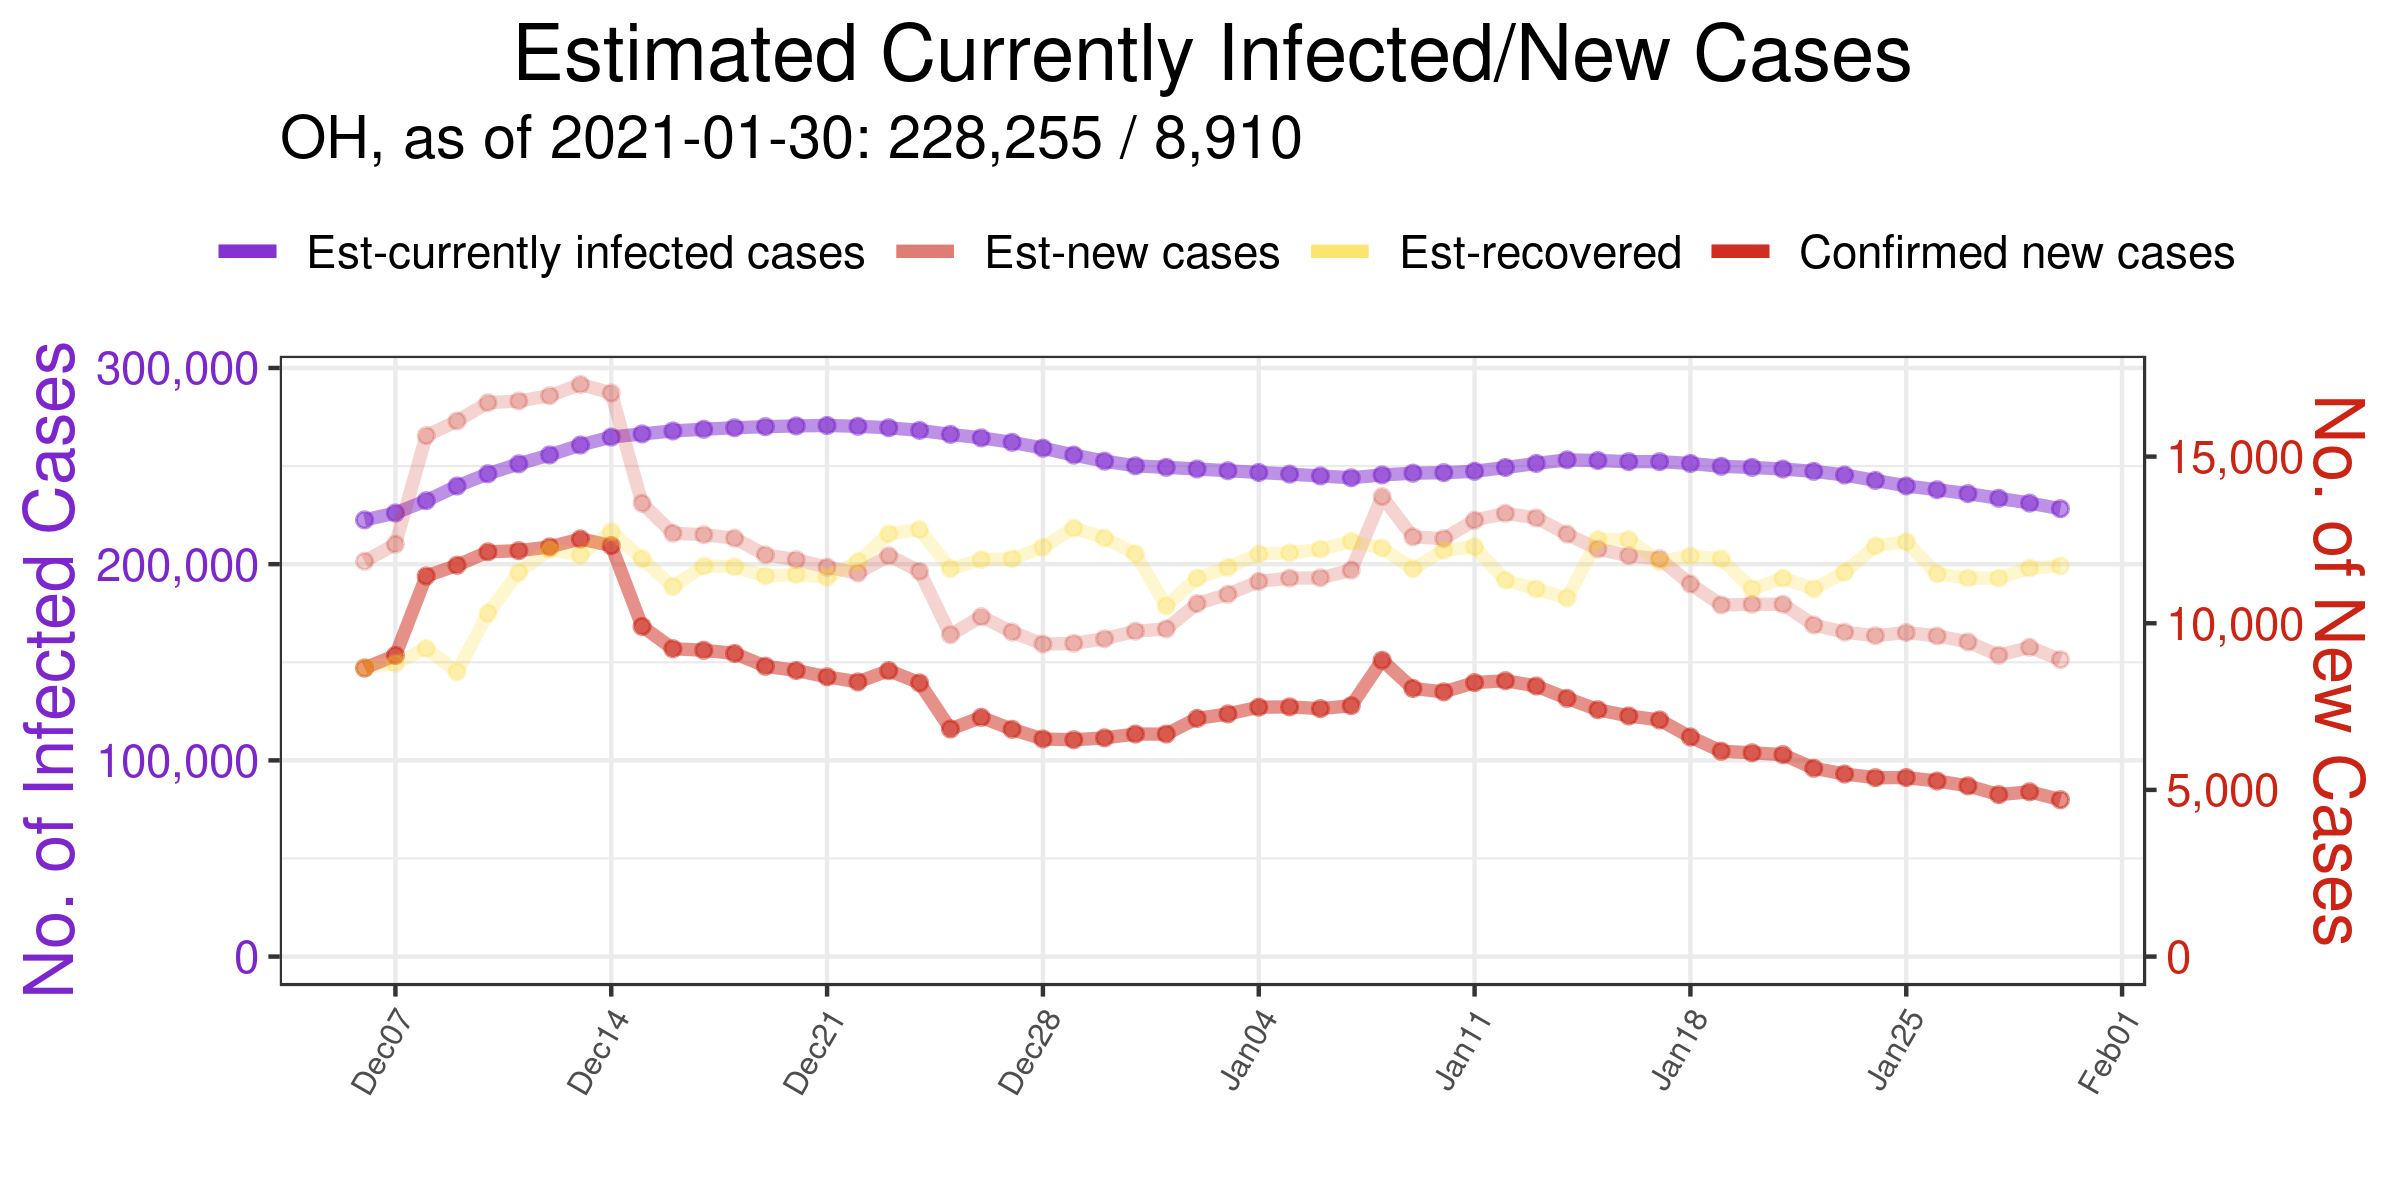 Estimated Currently Infected/New Cases
OH, as of 2021-01-30: 228,255 / 8,910
Est-currently infected cases Est-new cases Est-recovered Confirmed new cases
No. of Infected Cases
300,000
200,000
100,000
0
15,000
10,000
5,000
0
No. of New Cases
Dec07 Dec14 Dec21 Dec28 Jan04 Jan11 Jan18 Jan25 Feb01